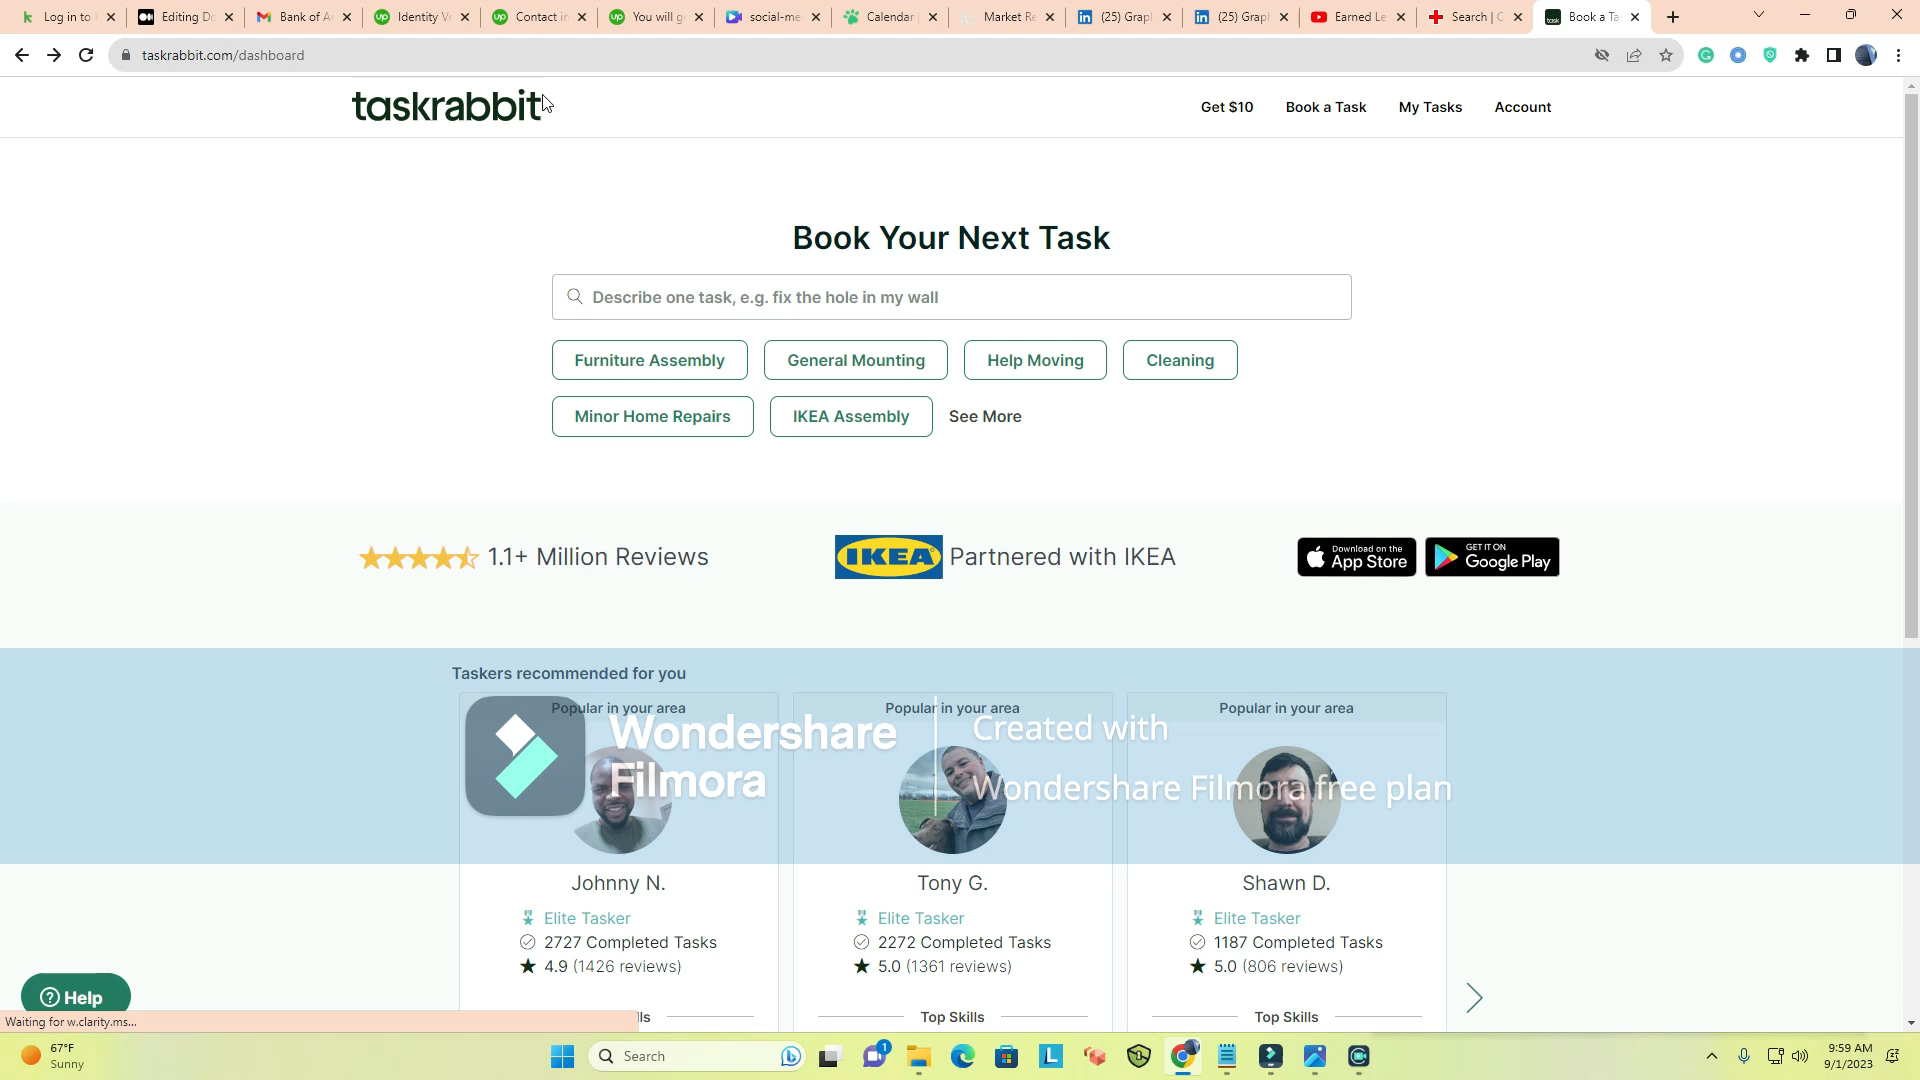 Log in to
Editing Do
Gmail Bank of A
Identity Ve
Contact in
You will g
social-me
Calendar
Market Re
(25) Grap
(25) Grap
Earned Le
Search | C
Book a Ta
taskrabbit.com/dashboard
taskrabbit
Get $10
Book a Task
My Tasks
Account
Book Your Next Task
Describe one task, e.g. fix the hole in my wall
Furniture Assembly
General Mounting
Help Moving
Cleaning
Minor Home Repairs
IKEA Assembly
See More
1.1+ Million Reviews
IKEA
Partnered with IKEA
Download on the
App Store
GET IT ON
Google Play
Taskers recommended for you
Popular in your area
Popular in your area
Popular in your area
Wondershare
Filmora
Created with
Wondershare Filmora free plan
Johnny N.
Tony G.
Shawn D.
Elite Tasker
Elite Tasker
Elite Tasker
2727 Completed Tasks
2272 Completed Tasks
1187 Completed Tasks
4.9 (1426 reviews)
5.0 (1361 reviews)
5.0 (806 reviews)
? Help
Waiting for w.clarity.ms...
lls
Top Skills
Top Skills
67°F
Sunny
Search
1
9:59 AM
9/1/2023